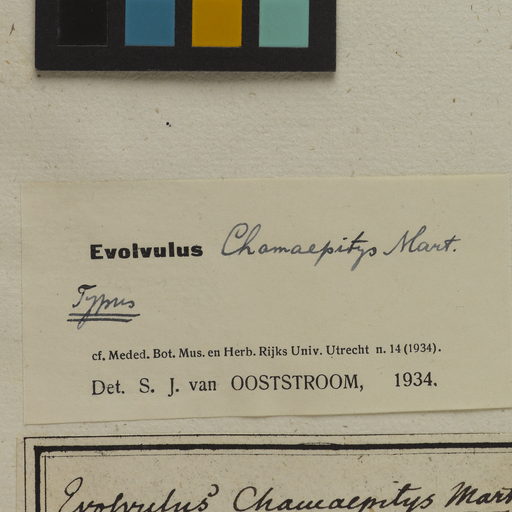 Evolvulus Chamaepitys Mart.
Typus
cf. Meded. Bot. Mus. en Herb. Rijks Univ. Utrecht n. 14 (1934).
Det. S. J. van OOSTSTROOM, 1934.
Evolvulus Chamaepitys Mart